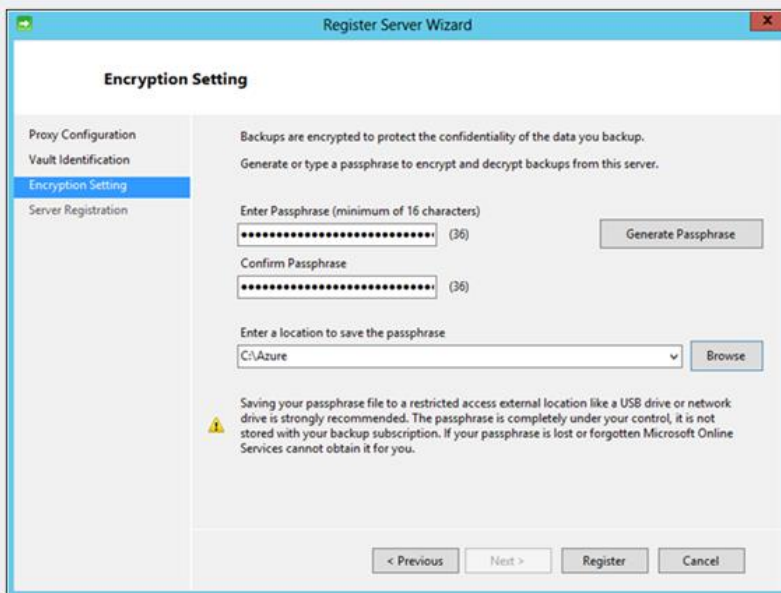 Register Server Wizard
x
Encryption Setting
Proxy Configuration
Vault Identification
Encryption Setting
Server Registration
Backups are encrypted to protect the confidentiality of the data you backup.
Generate or type a passphrase to encrypt and decrypt backups from this server.
Enter Passphrase (minimum of 16 characters)
(36)
Generate Passphrase
Confirm Passphrase
(36)
Enter a location to save the passphrase
C:\Azure
Browse
Saving your passphrase file to a restricted access external location like a USB drive or network
drive is strongly recommended. The passphrase is completely under your control, it is not
stored with your backup subscription. If your passphrase is lost or forgotten Microsoft Online
Services cannot obtain it for you.
< Previous
Next >
Register
Cancel